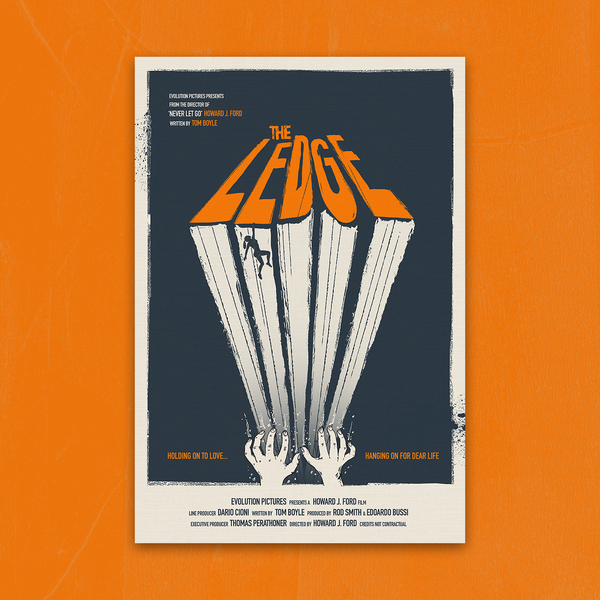 EVOLUTION PICTURES PRESENTS
FROM THE DIRECTOR OF
'NEVER LET GO' HOWARD J. FORD
WRITTEN BY TOM BOYLE
THE
LEDGE
HOLDING ON TO LOVE...
HANGING ON FOR DEAR LIFE
EVOLUTION PICTURES PRESENTS A HOWARD J. FORD FILM
LINE PRODUCER DARIO CIONI WRITTEN BY TOM BOYLE PRODUCED BY ROD SMITH & EDOARDO BUSSI
EXECUTIVE PRODUCER THOMAS PERATHONER DIRECTED BY HOWARD J. FORD CREDITS NOT CONTRACTUAL